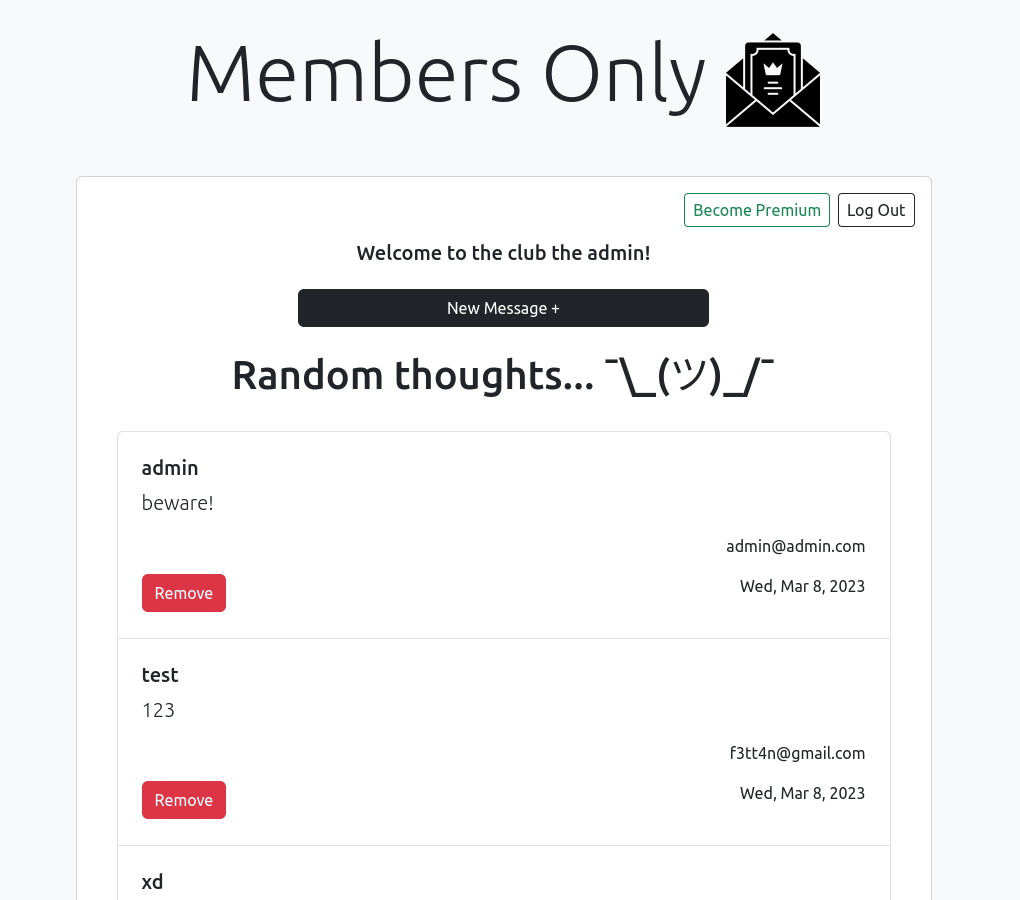 Members Only
Become Premium
Log Out
Welcome to the club the admin!
New Message +
Random thoughts... ¯\_(ツ)_/¯
admin
beware!
admin@admin.com
Remove
Wed, Mar 8, 2023
test
123
f3tt4n@gmail.com
Remove
Wed, Mar 8, 2023
xd